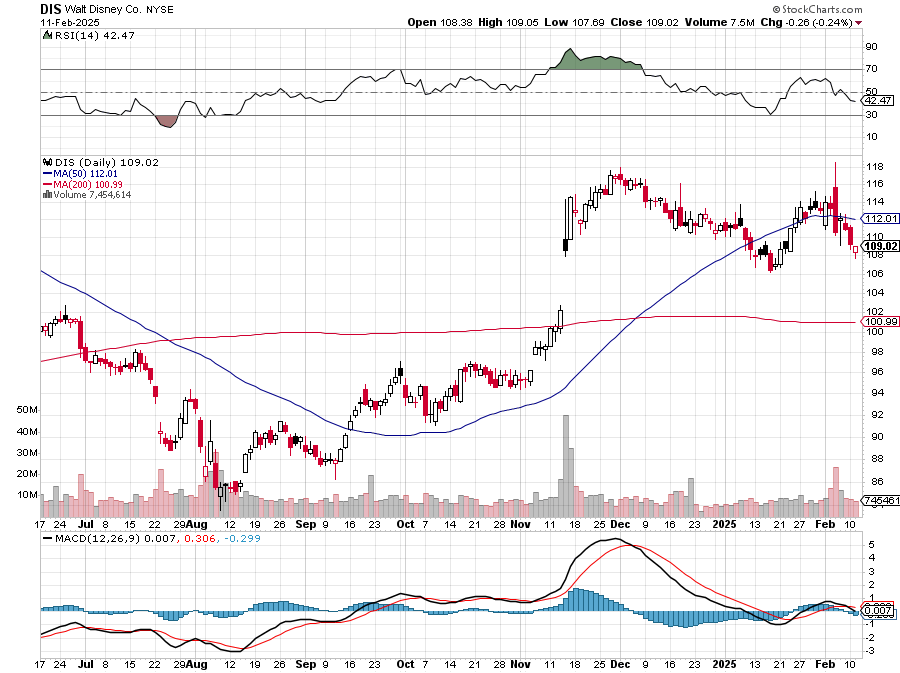 DIS Walt Disney Co. NYSE © StockCharts.com
11-Feb-2025 Open 108.38 High 109.05 Low 107.69 Close 109.02 Volume 7.5M Chg -0.26 (-0.24%)
RSI(14) 42.47
90
70
50
42.47
30
10
DIS (Daily) 109.02
MA(50) 112.01
MA(200) 100.99
Volume 7,454,614
118
116
114
112.01
110
109.02
108
106
104
102
100.99
100
98
96
94
92
90
88
86
50M
40M
30M
20M
10M
745461
17 24 Jul 8 15 22 29 Aug 12 19 26 Sep 9 16 23 Oct 7 14 21 28 Nov 11 18 25 Dec 9 16 23 2025 13 21 27 Feb 10
MACD(12,26,9) 0.007, 0.306, -0.299
5
4
3
2
1
0.007
-1
-2
-3
17 24 Jul 8 15 22 29 Aug 12 19 26 Sep 9 16 23 Oct 7 14 21 28 Nov 11 18 25 Dec 9 16 23 2025 13 21 27 Feb 10